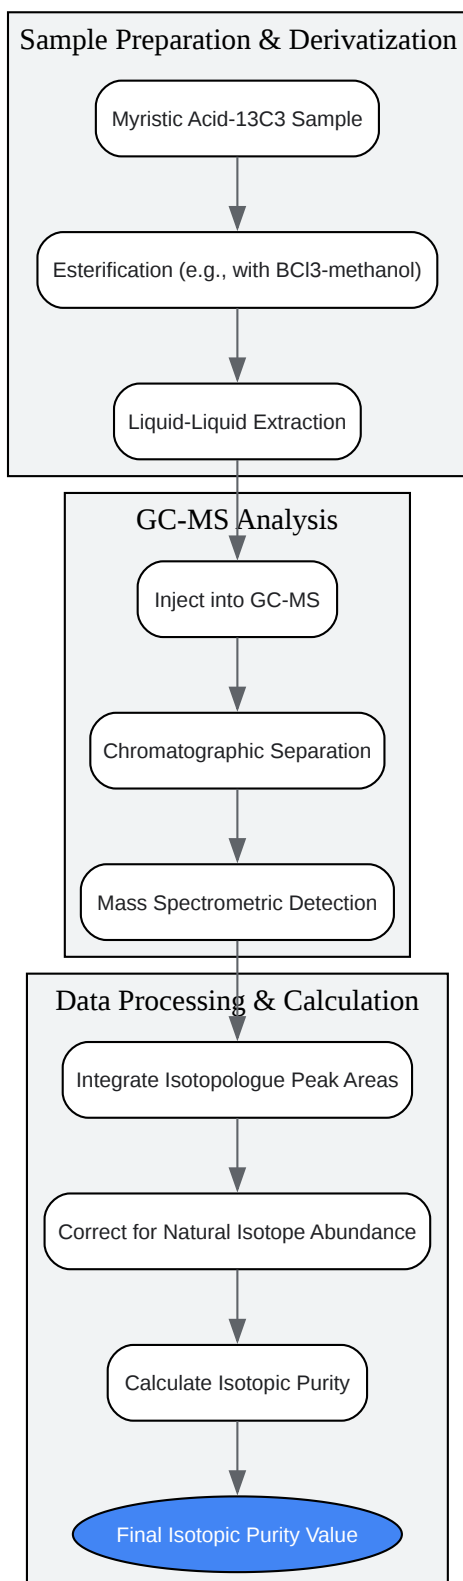 Sample Preparation & Derivatization
Myristic Acid-13C3 Sample
Esterification (e.g., with BCl3-methanol)
Liquid-Liquid Extraction
GC-MS Analysis
Inject into GC-MS
Chromatographic Separation
Mass Spectrometric Detection
Data Processing & Calculation
Integrate Isotopologue Peak Areas
Correct for Natural Isotope Abundance
Calculate Isotopic Purity
Final Isotopic Purity Value